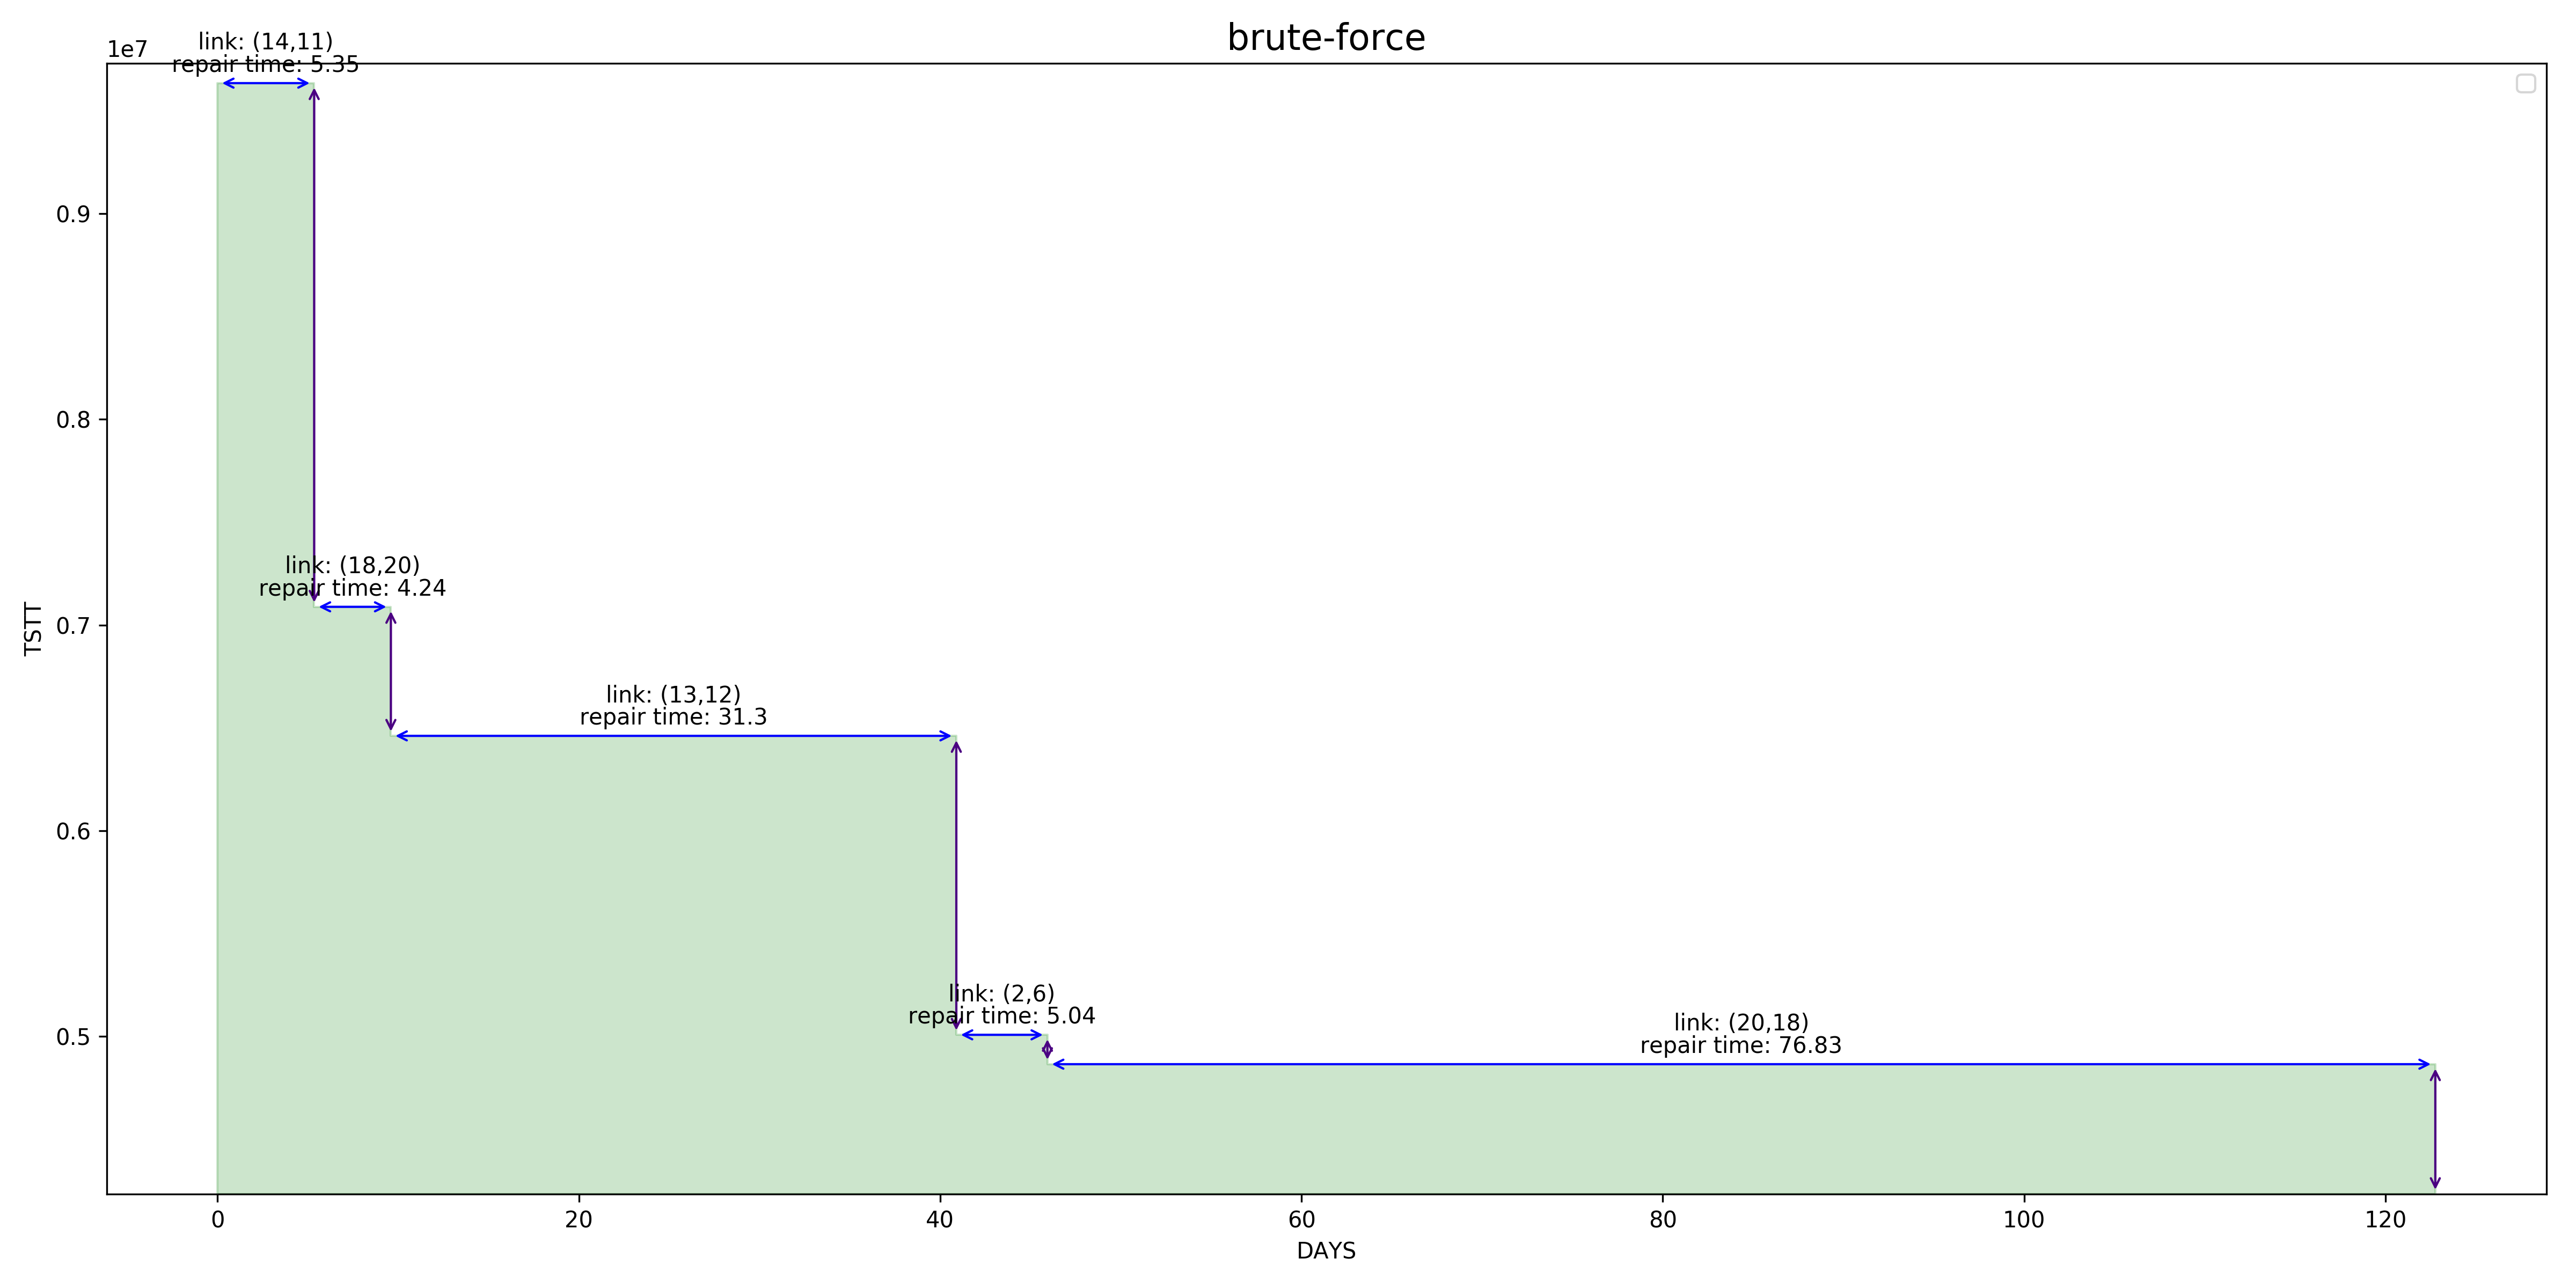 brute-force
1e7
link: (14,11)
repair time: 5.35
0.9
0.8
link: (18,20)
repair time: 4.24
0.7
TSTT
link: (13,12)
repair time: 31.3
0.6
link: (2,6)
repair time: 5.04
0.5
link: (20,18)
repair time: 76.83
0
20
40
60
80
100
120
DAYS